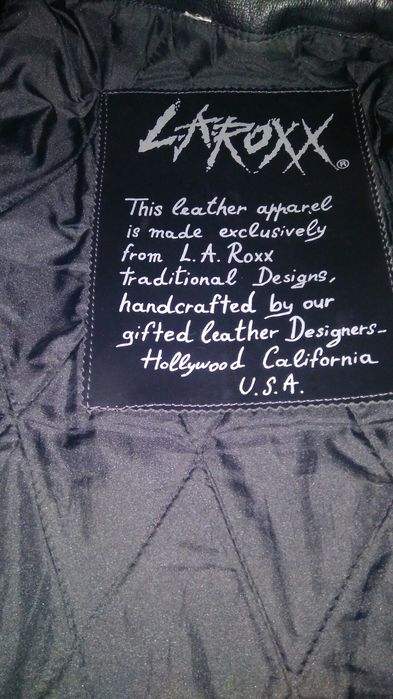 L.A.ROXX®
This leather apparel
is made exclusively
from L.A. Roxx
traditional Designs,
handcrafted by our
gifted leather Designers-
Hollywood California
U.S.A.